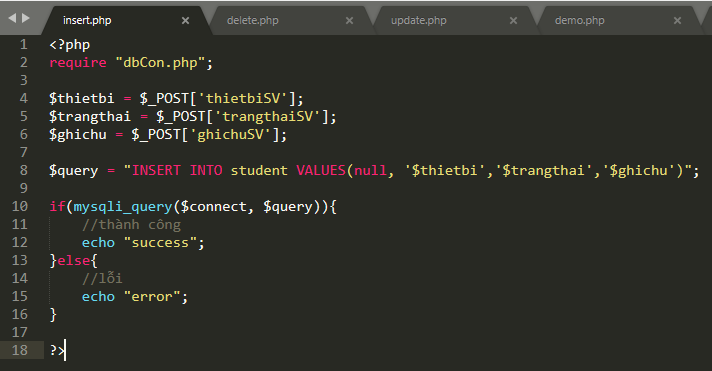 insert.php × delete.php × update.php × demo.php ×
1 <?php
2 require "dbCon.php";
3
4 $thietbi = $_POST['thietbiSV'];
5 $trangthai = $_POST['trangthaiSV'];
6 $ghichu = $_POST['ghichuSV'];
7
8 $query = "INSERT INTO student VALUES(null, '$thietbi','$trangthai','$ghichu')";
9
10 if(mysqli_query($connect, $query)){
11 //thành công
12 echo "success";
13 }else{
14 //lỗi
15 echo "error";
16 }
17
18 ?>